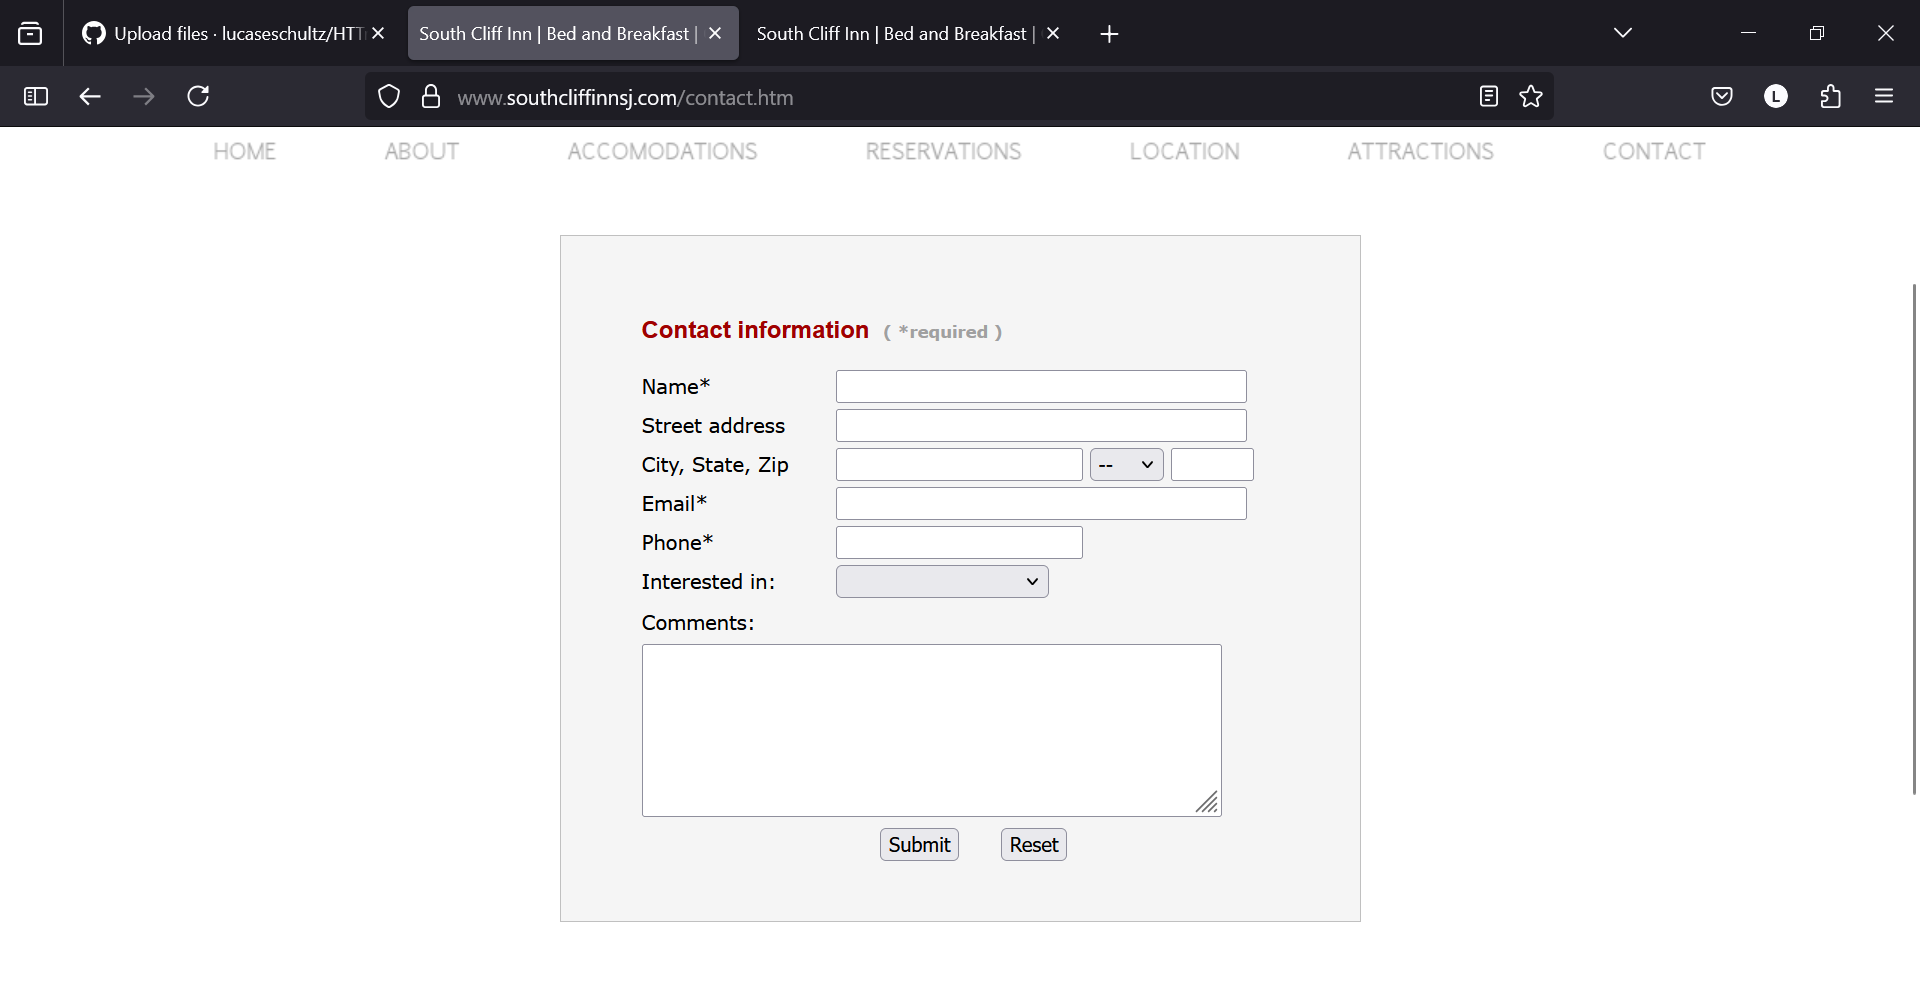 Upload files · lucaseschultz/HTT
South Cliff Inn | Bed and Breakfast |
South Cliff Inn | Bed and Breakfast |
L
www.southcliffinnsj.com/contact.htm
HOME ABOUT ACCOMODATIONS RESERVATIONS LOCATION ATTRACTIONS CONTACT
Contact information ( *required )
Name*
Street address
City, State, Zip --
Email*
Phone*
Interested in:
Comments:
Submit Reset